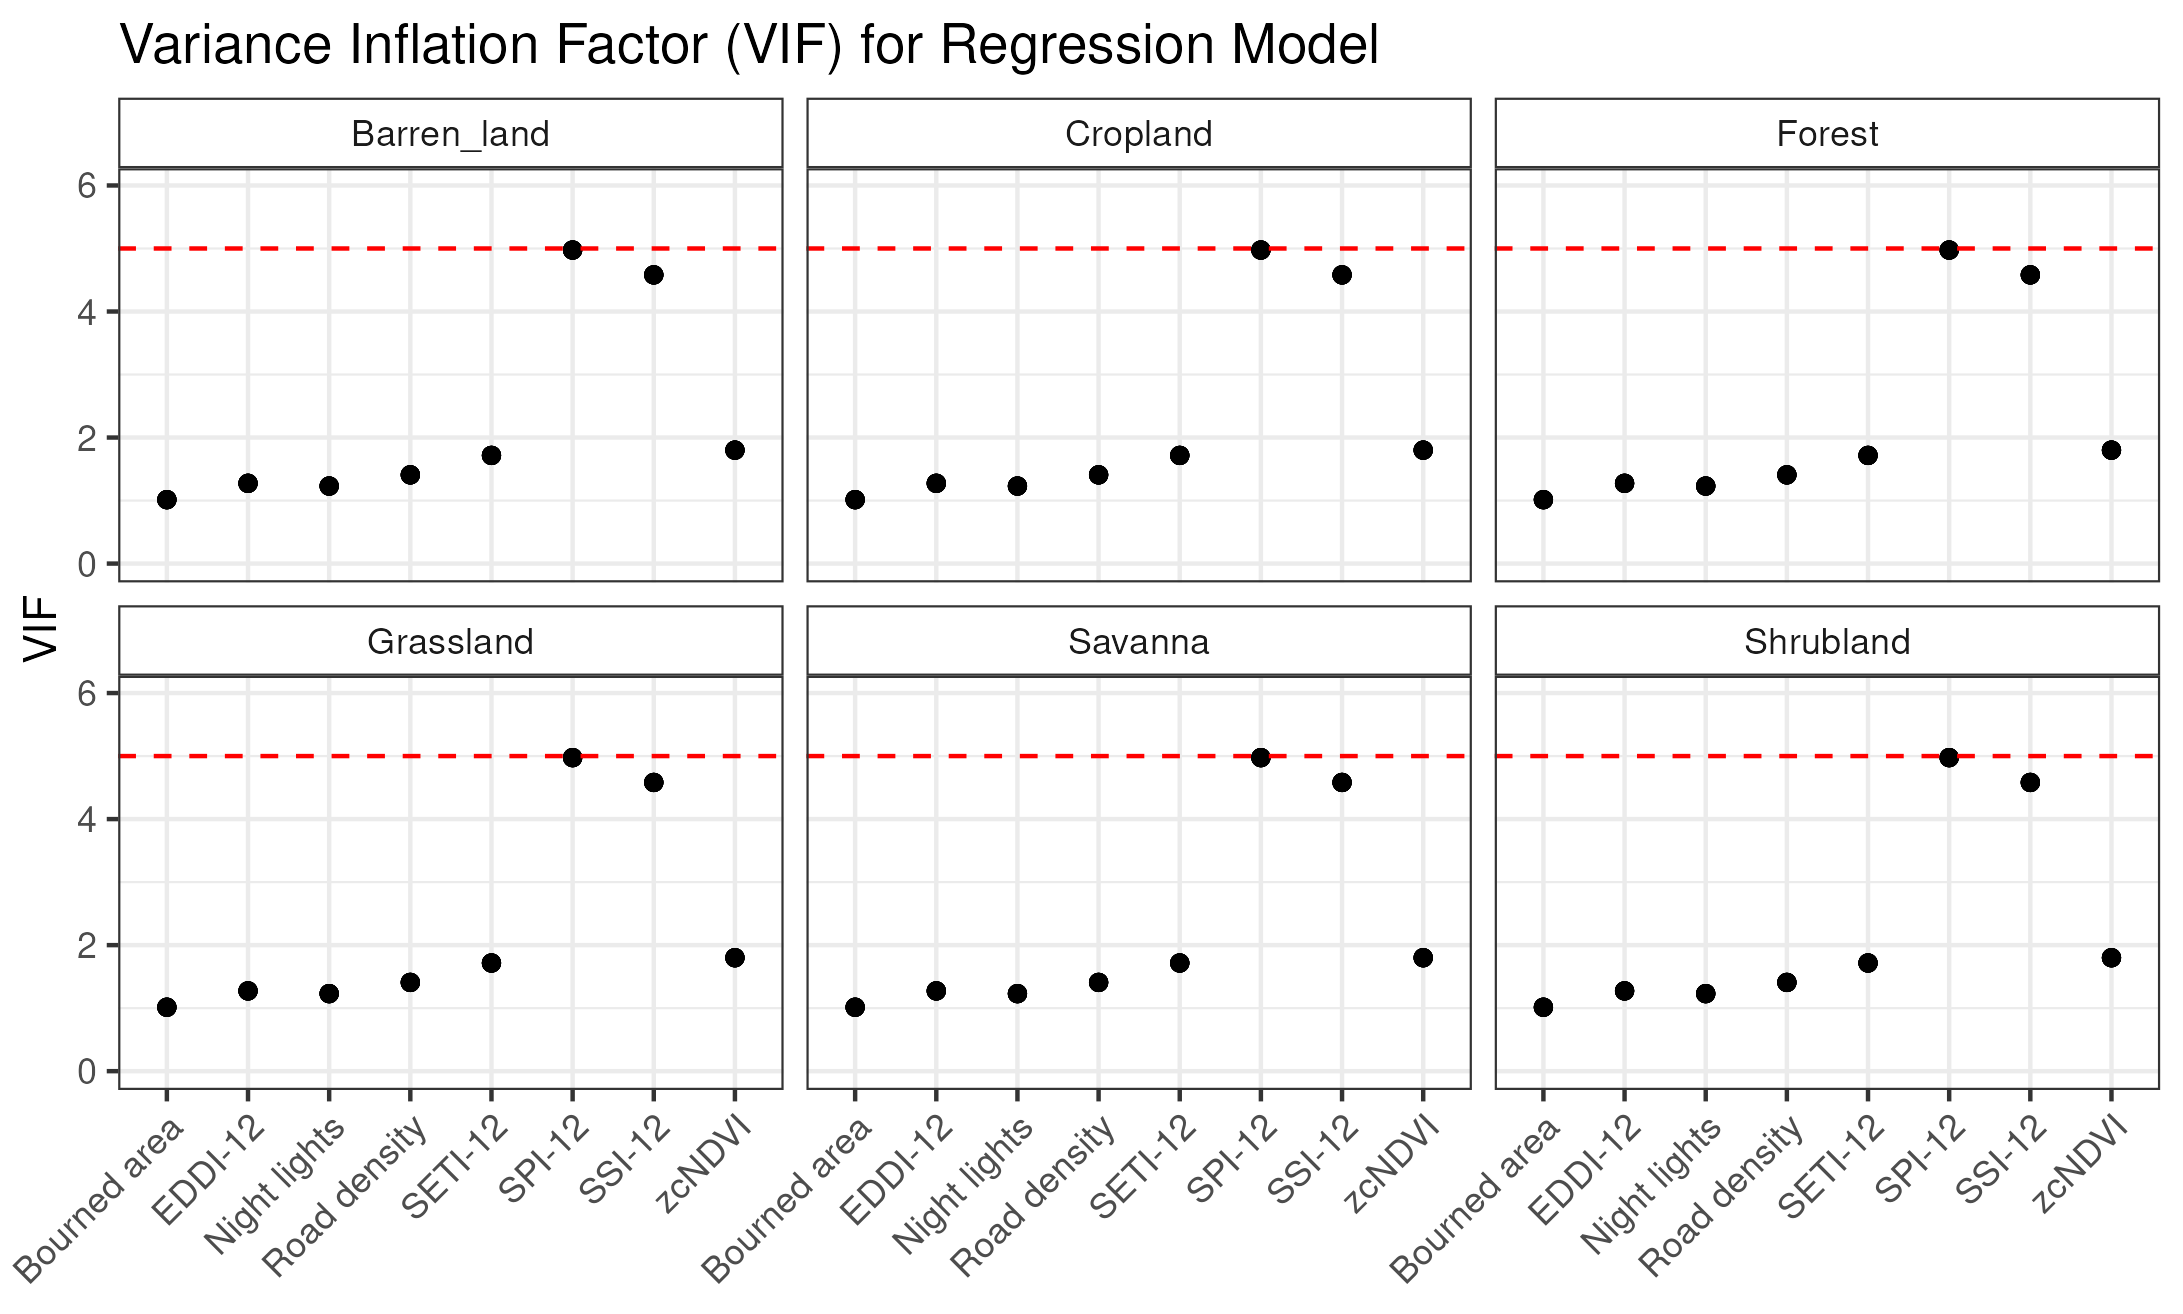 Variance Inflation Factor (VIF) for Regression Model
Barren_land
Cropland
Forest
6
4
2
0
VIF
Grassland
Savanna
Shrubland
6
4
2
0
Bourned area
EDDI-12
Night lights
Road density
SETI-12
SPI-12
SSI-12
zcNDVI
Bourned area
EDDI-12
Night lights
Road density
SETI-12
SPI-12
SSI-12
zcNDVI
Bourned area
EDDI-12
Night lights
Road density
SETI-12
SPI-12
SSI-12
zcNDVI